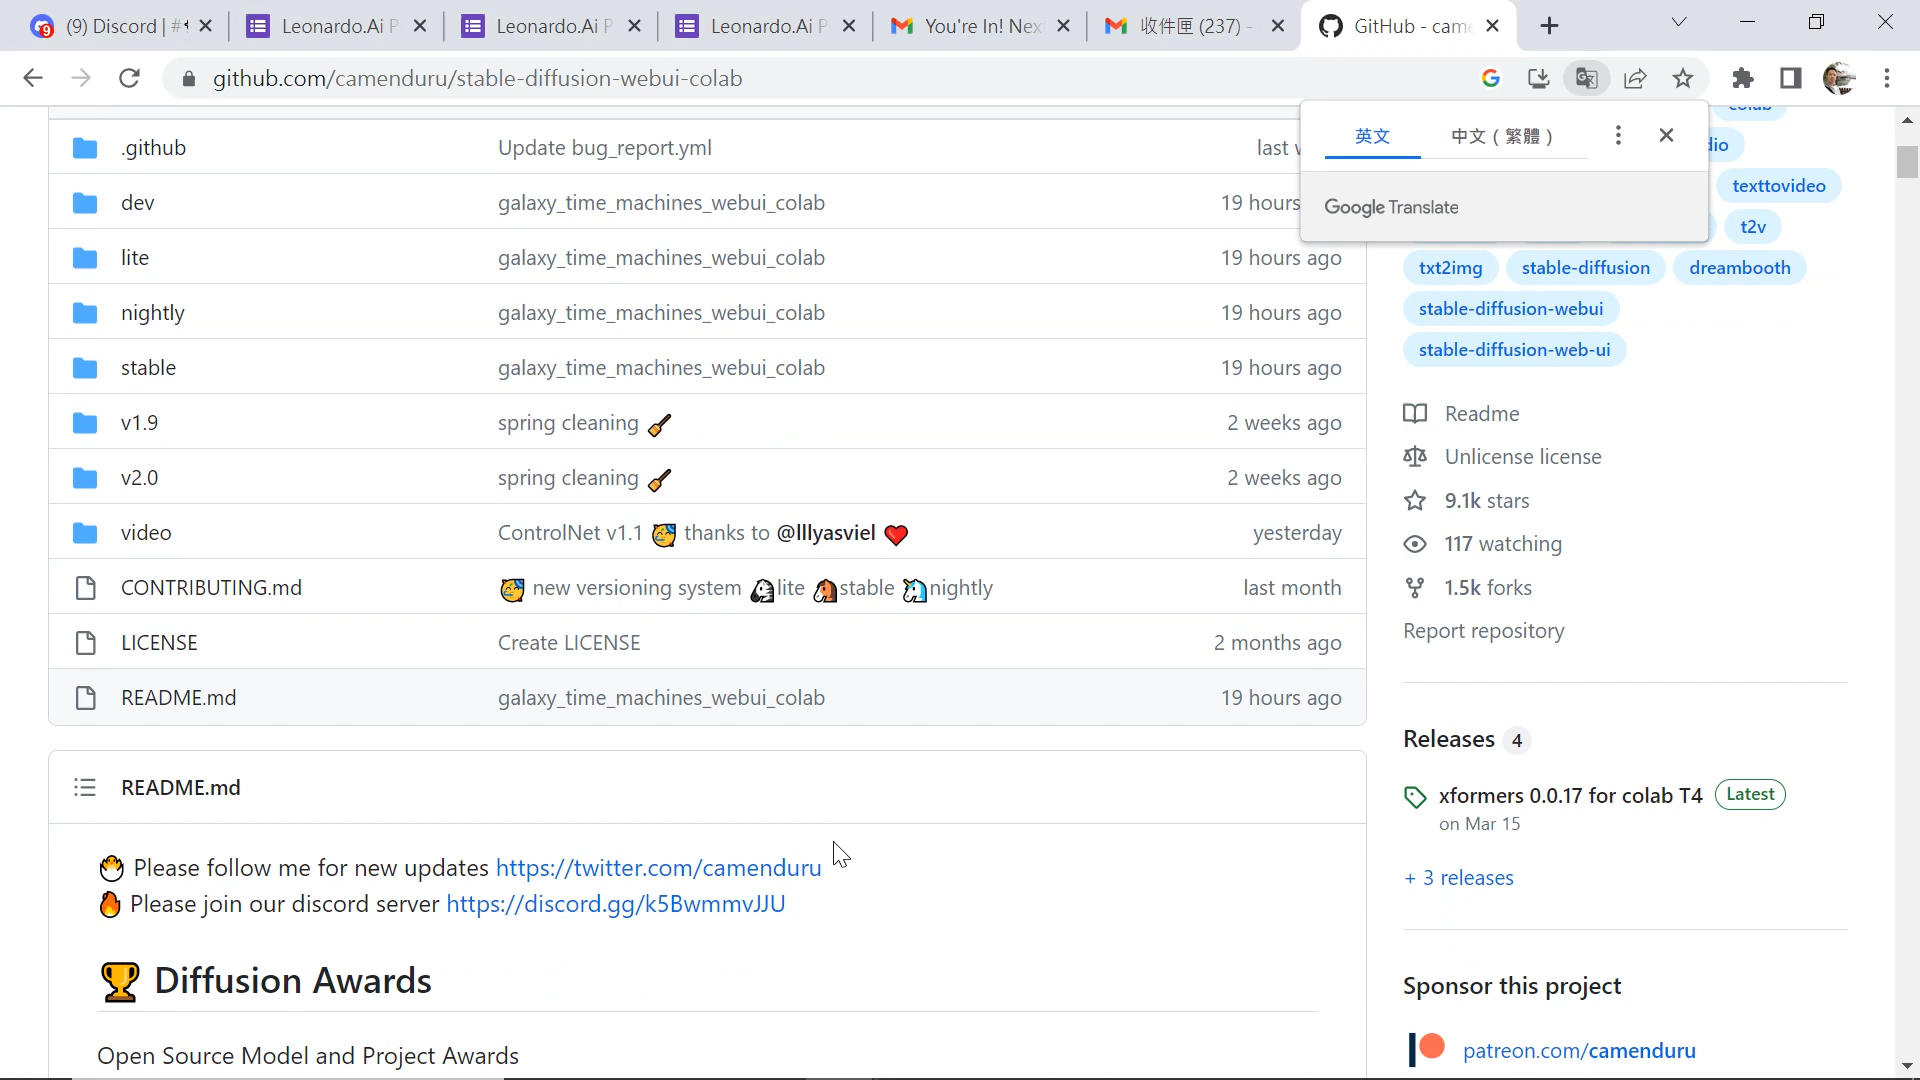 (9) Discord | #
Leonardo.Ai P
Leonardo.Ai P
Leonardo.Ai P
You're In! Nex
收件匣 (237) -
GitHub - came
github.com/camenduru/stable-diffusion-webui-colab
英文
中文 ( 繁體 )
Google Translate
.github
Update bug_report.yml
last w
dev
galaxy_time_machines_webui_colab
19 hours
lite
galaxy_time_machines_webui_colab
19 hours ago
nightly
galaxy_time_machines_webui_colab
19 hours ago
stable
galaxy_time_machines_webui_colab
19 hours ago
v1.9
spring cleaning 🧹
2 weeks ago
v2.0
spring cleaning 🧹
2 weeks ago
video
ControlNet v1.1 🥳 thanks to @lllyasviel ❤️
yesterday
CONTRIBUTING.md
🥳 new versioning system 🦓lite 🐴stable 🦄nightly
last month
LICENSE
Create LICENSE
2 months ago
README.md
galaxy_time_machines_webui_colab
19 hours ago
README.md
🐣 Please follow me for new updates https://twitter.com/camenduru
🔥 Please join our discord server https://discord.gg/k5BwmmvJJU
🏆 Diffusion Awards
Open Source Model and Project Awards
colab
dio
texttovideo
t2v
txt2img
stable-diffusion
dreambooth
stable-diffusion-webui
stable-diffusion-web-ui
Readme
Unlicense license
9.1k stars
117 watching
1.5k forks
Report repository
Releases 4
xformers 0.0.17 for colab T4 Latest
on Mar 15
+ 3 releases
Sponsor this project
patreon.com/camenduru